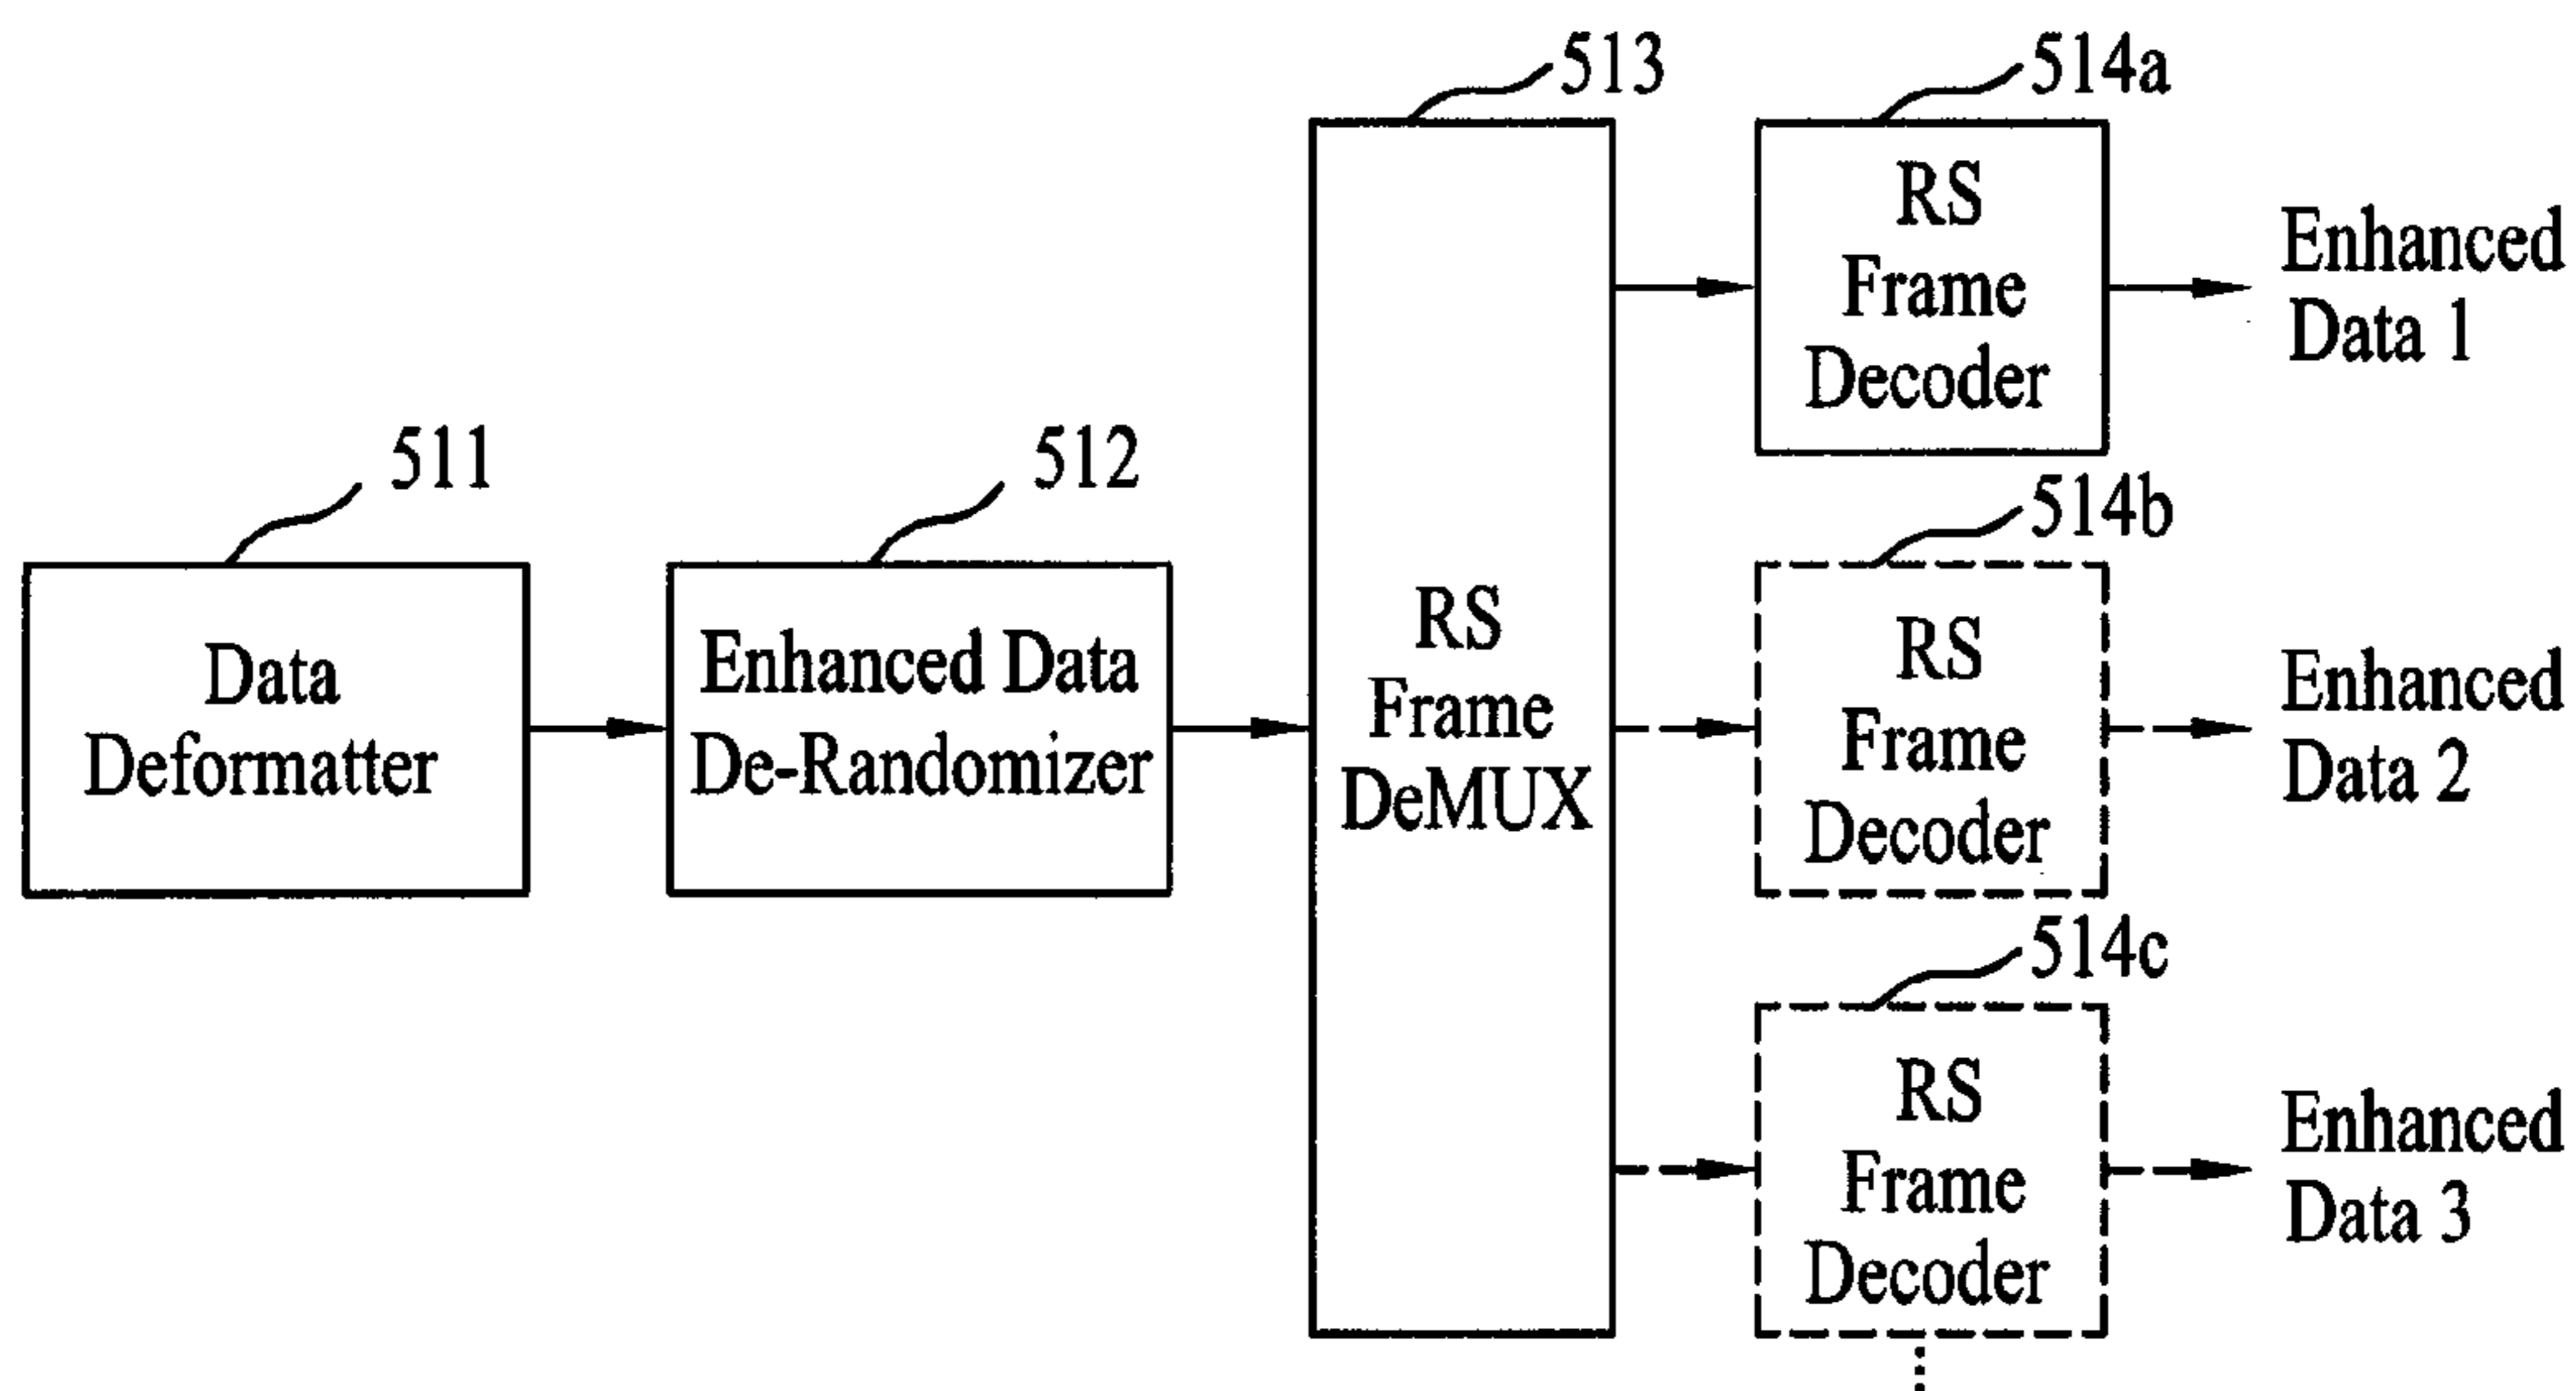 513
514a
RS
Frame
Decoder
Enhanced
Data 1
511
512
514b
Data
Deformatter
Enhanced Data
De-Randomizer
RS
Frame
DeMUX
RS
Frame
Decoder
Enhanced
Data 2
514c
RS
Frame
Decoder
Enhanced
Data 3